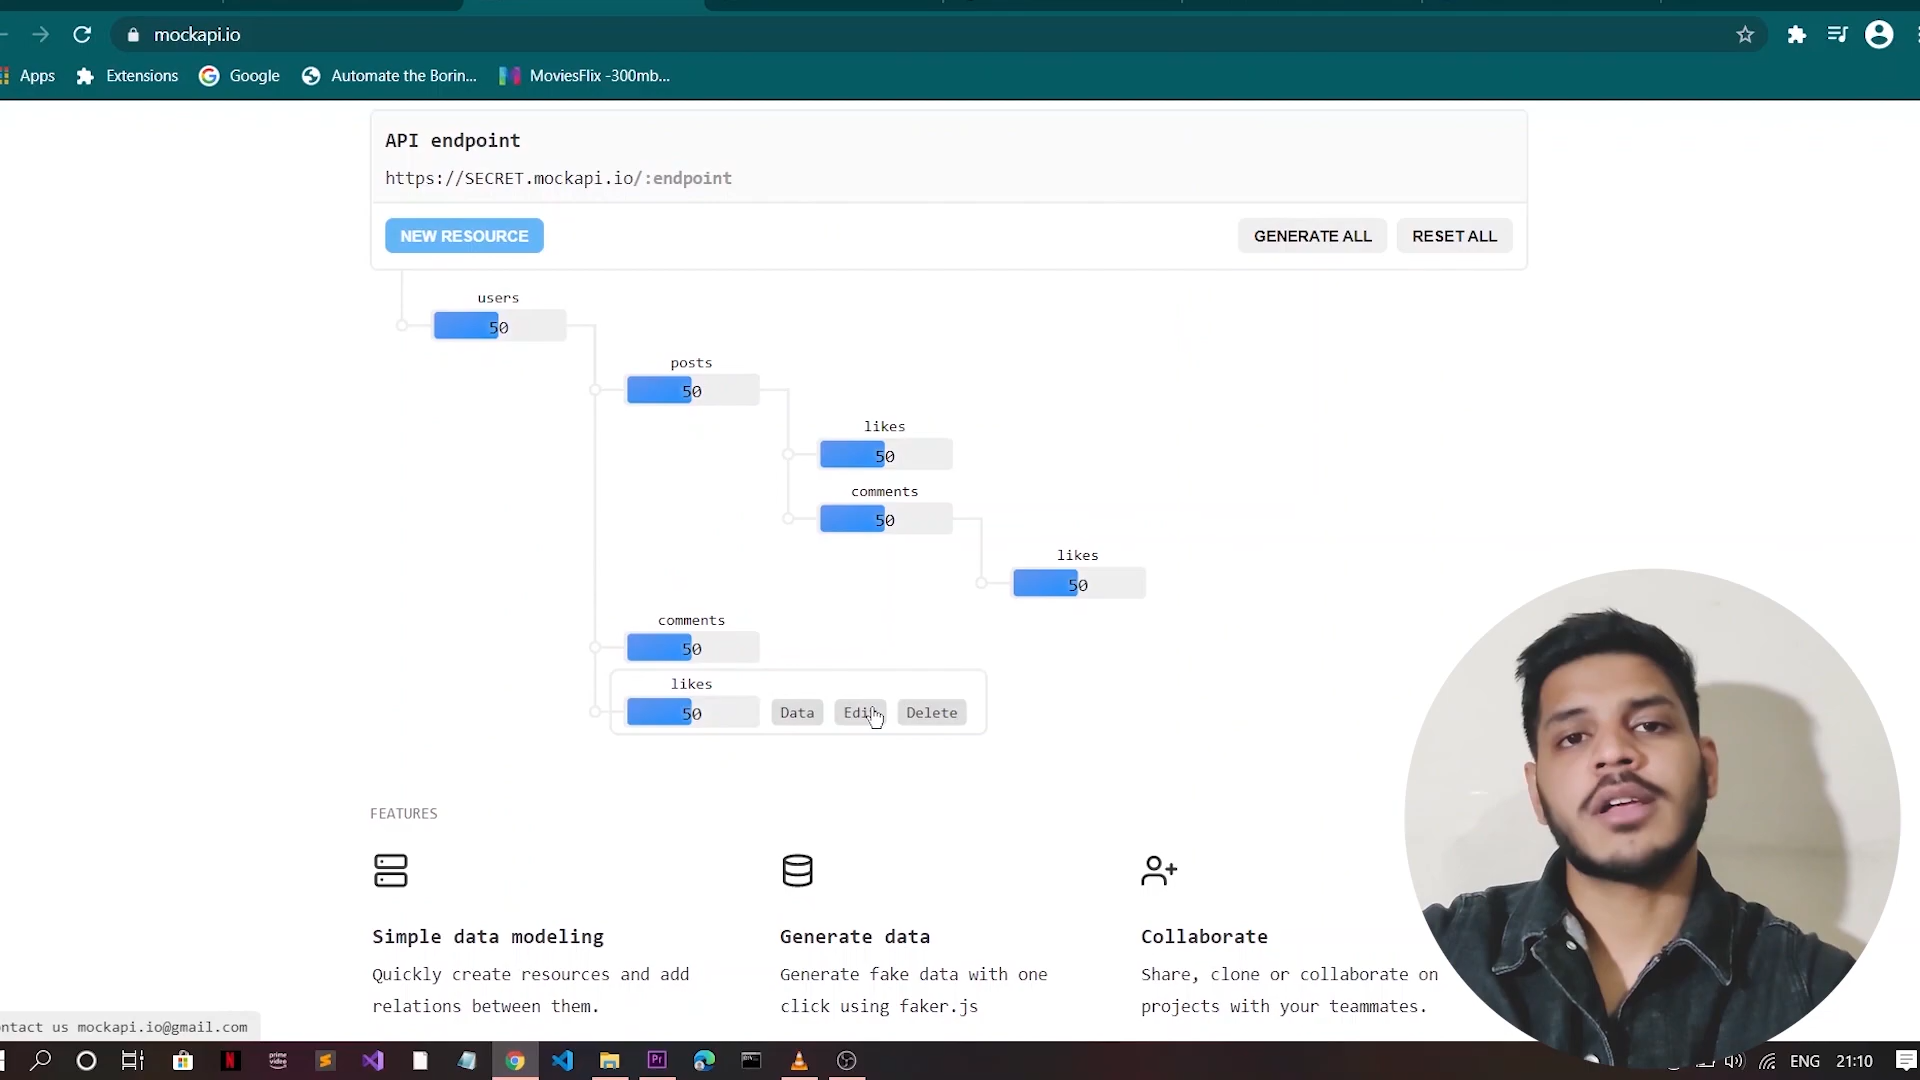 mockapi.io
Apps
Extensions
Google
Automate the Borin...
MoviesFlix -300mb...
API endpoint
https://SECRET.mockapi.io/:endpoint
NEW RESOURCE
GENERATE ALL
RESET ALL
users
50
posts
50
likes
50
comments
50
likes
50
comments
50
likes
50
Data
Edit
Delete
FEATURES
Simple data modeling
Quickly create resources and add
relations between them.
Generate data
Generate fake data with one
click using faker.js
Collaborate
Share, clone or collaborate on
projects with your teammates.
ntact us mockapi.io@gmail.com
prime
video
Pr
ENG
21:10